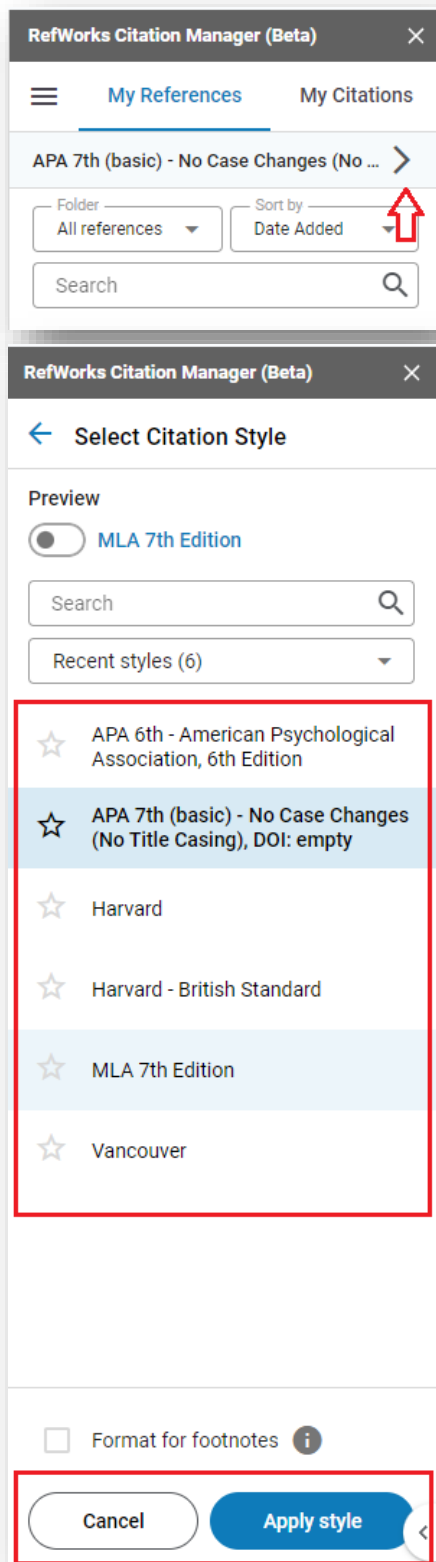 RefWorks Citation Manager (Beta)
My References My Citations
APA 7th (basic) - No Case Changes (No ...
Folder Sort by
All references Date Added
Search
RefWorks Citation Manager (Beta)
Select Citation Style
Preview
MLA 7th Edition
Search
Recent styles (6)
APA 6th - American Psychological
Association, 6th Edition
APA 7th (basic) - No Case Changes
(No Title Casing), DOI: empty
Harvard
Harvard - British Standard
MLA 7th Edition
Vancouver
Format for footnotes i
Cancel Apply style